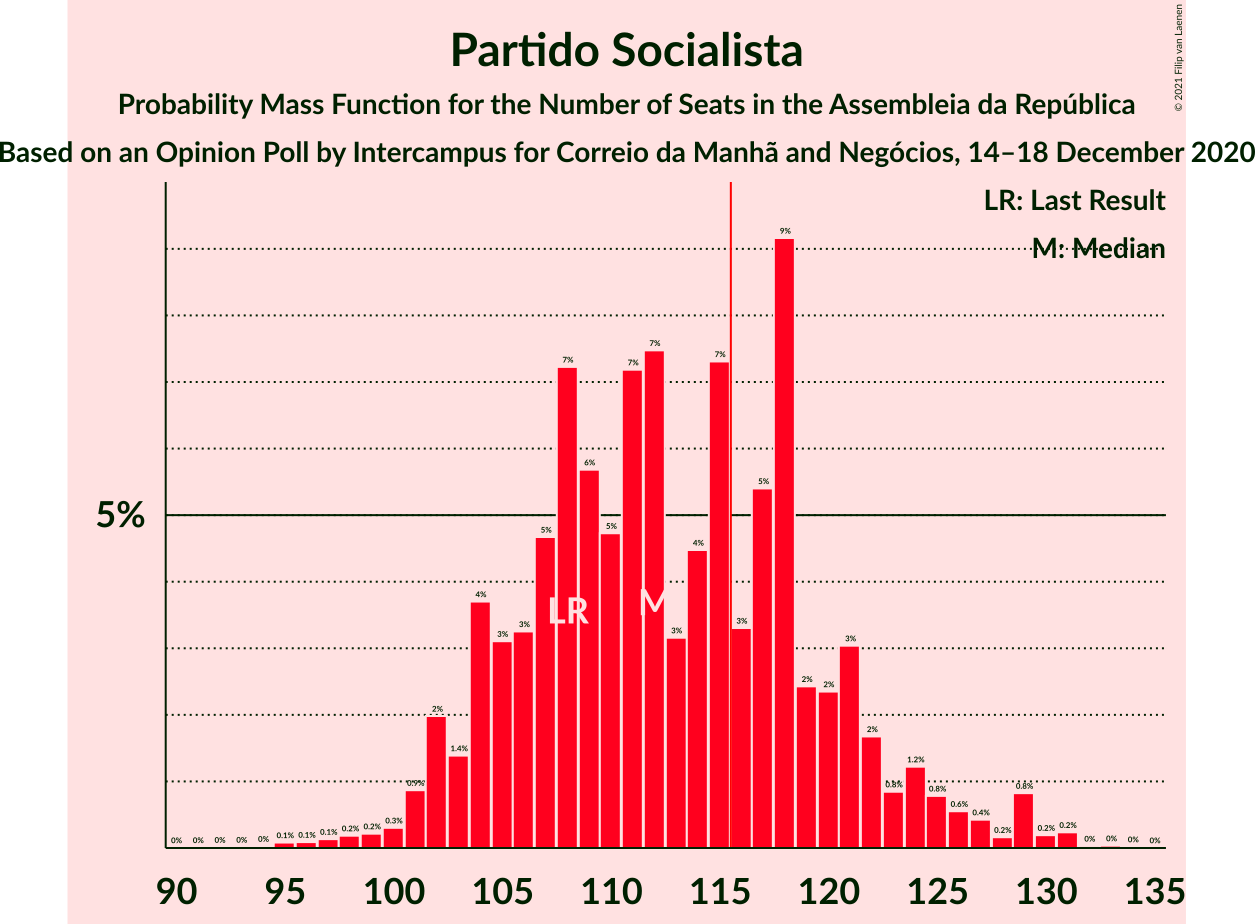 Partido Socialista
© 2021 Filip van Laenen
Probability Mass Function for the Number of Seats in the Assembleia da República
Based on an Opinion Poll by Intercampus for Correio da Manhã and Negócios, 14–18 December 2020
LR: Last Result
M: Median
5%
0% 0% 0% 0% 0% 0.1% 0.1% 0.1% 0.2% 0.2% 0.3% 0.9% 2% 1.4% 4% 3% 3% 5% 7% 6% 5% 7% 7% 3% 4% 7% 3% 5% 9% 2% 2% 3% 2% 0.8% 1.2% 0.8% 0.6% 0.4% 0.2% 0.8% 0.2% 0.2% 0% 0% 0% 0%
LR M
90 95 100 105 110 115 120 125 130 135